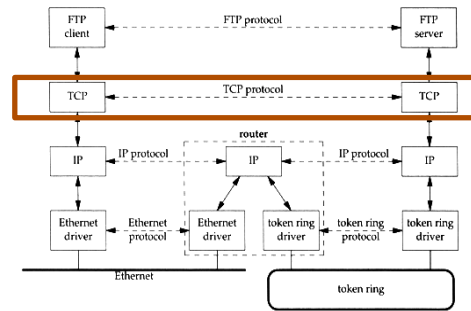 FTP client
FTP protocol
FTP server
TCP
TCP protocol
TCP
router
IP
IP protocol
IP
IP protocol
IP
Ethernet driver
Ethernet protocol
Ethernet driver
token ring driver
token ring protocol
token ring driver
Ethernet
token ring